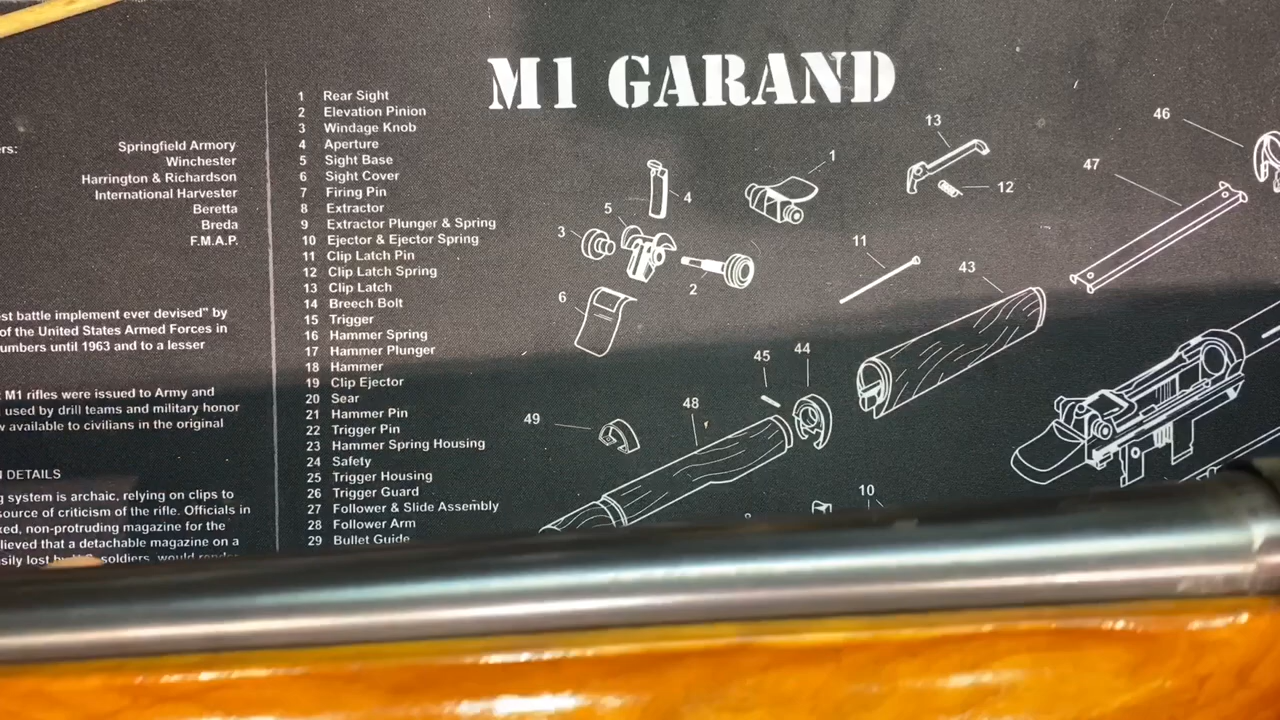 M1 GARAND
ers:
Springfield Armory
Winchester
Harrington & Richardson
International Harvester
Beretta
Breda
F.M.A.P.
est battle implement ever devised" by
of the United States Armed Forces in
umbers until 1963 and to a lesser
M1 rifles were issued to Army and
used by drill teams and military honor
w available to civilians in the original
DETAILS
g system is archaic, relying on clips to
source of criticism of the rifle. Officials in
xed, non-protruding magazine for the
lieved that a detachable magazine on a
sily lost by U.S. soldiers, would render
1 Rear Sight
2 Elevation Pinion
3 Windage Knob
4 Aperture
5 Sight Base
6 Sight Cover
7 Firing Pin
8 Extractor
9 Extractor Plunger & Spring
10 Ejector & Ejector Spring
11 Clip Latch Pin
12 Clip Latch Spring
13 Clip Latch
14 Breech Bolt
15 Trigger
16 Hammer Spring
17 Hammer Plunger
18 Hammer
19 Clip Ejector
20 Sear
21 Hammer Pin
22 Trigger Pin
23 Hammer Spring Housing
24 Safety
25 Trigger Housing
26 Trigger Guard
27 Follower & Slide Assembly
28 Follower Arm
29 Bullet Guide
13
46
1
47
12
4
5
3
11
2
43
6
45
44
48
49
10